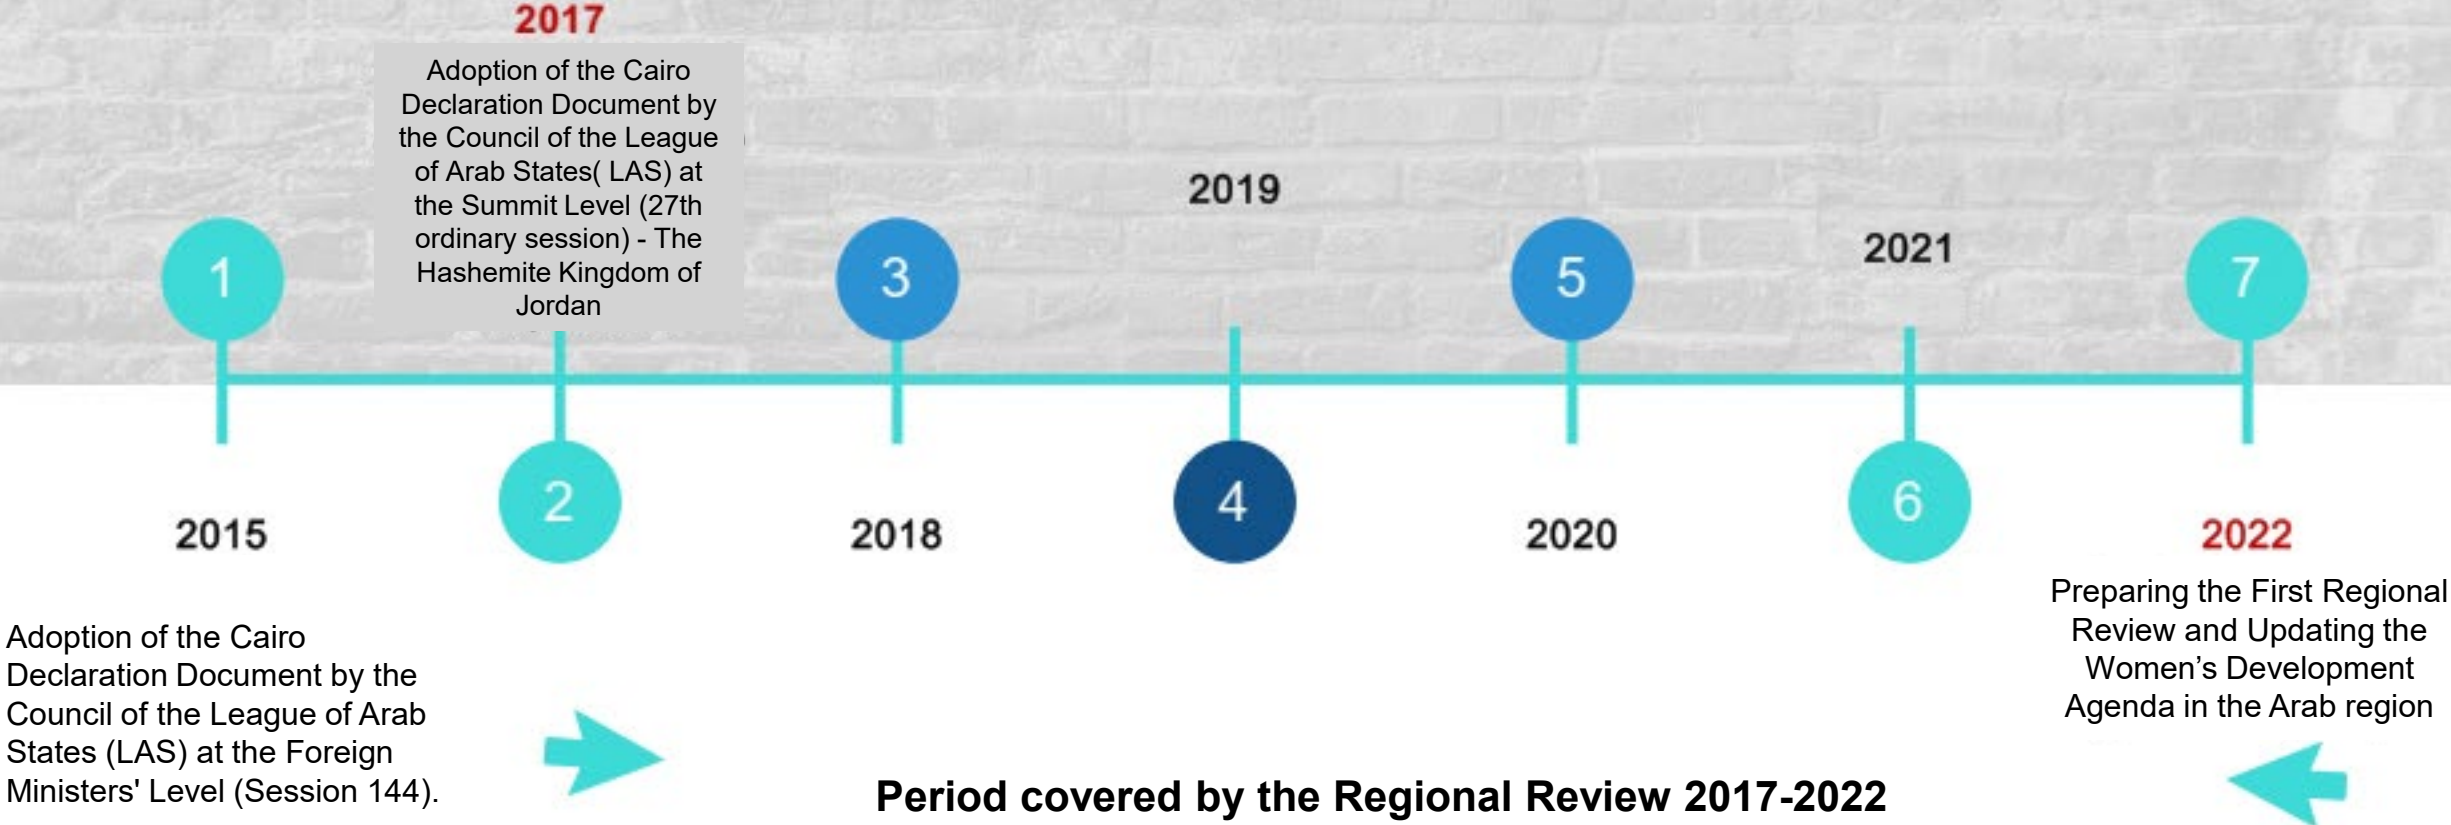 2017
Adoption of the Cairo
Declaration Document by
the Council of the League
of Arab States( LAS) at
the Summit Level (27th
ordinary session) - The
Hashemite Kingdom of
Jordan
2019
2021
1
3
5
7
2
4
6
2015
2018
2020
2022
Adoption of the Cairo
Declaration Document by the
Council of the League of Arab
States (LAS) at the Foreign
Ministers' Level (Session 144).
Preparing the First Regional
Review and Updating the
Women’s Development
Agenda in the Arab region
Period covered by the Regional Review 2017-2022